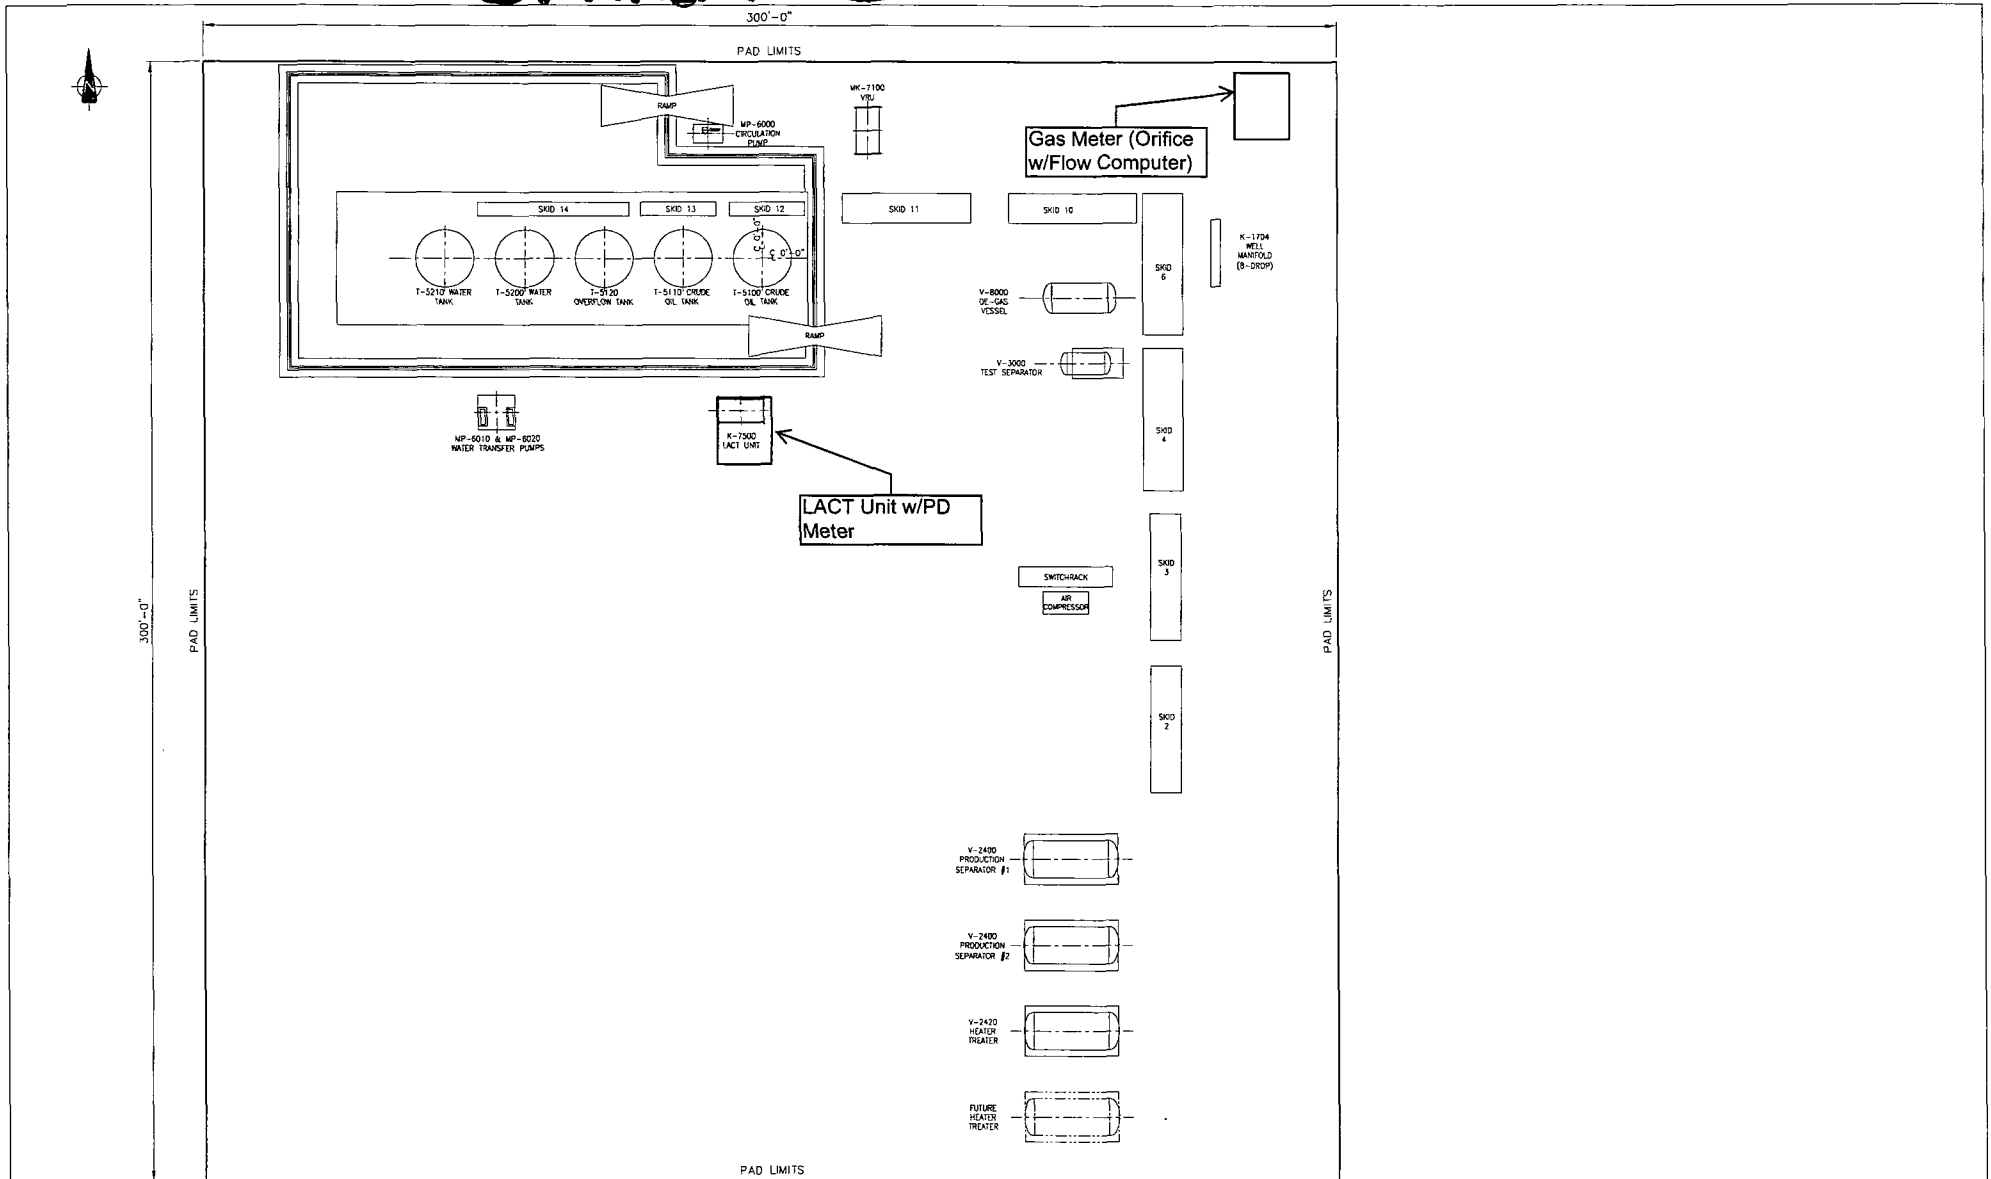 300'-0"
PAD LIMITS
RAMP
MP-6000
CIRCULATION
PUMP
MK-7100
VRU
Gas Meter (Orifice
w/Flow Computer)
SKID 14
SKID 13
SKID 12
SKID 11
SKID 10
SKID
6
K-1704
WELL
MANIFOLD
(8-DROP)
T-5210 WATER
TANK
T-5200 WATER
TANK
T-5120
OVERFLOW TANK
T-5110 CRUDE
OIL TANK
T-5100 CRUDE
OIL TANK
V-8000
DE-GAS
VESSEL
RAMP
V-3000
TEST SEPARATOR
SKID
4
MP-6010 & MP-6020
WATER TRANSFER PUMPS
K-7500
LACT UNIT
LACT Unit w/PD
Meter
SKID
3
SWITCHRACK
AIR
COMPRESSOR
300'-0"
PAD LIMITS
PAD LIMITS
SKID
2
V-2400
PRODUCTION
SEPARATOR #1
V-2400
PRODUCTION
SEPARATOR #2
V-2420
HEATER
TREATER
FUTURE
HEATER
TREATER
PAD LIMITS